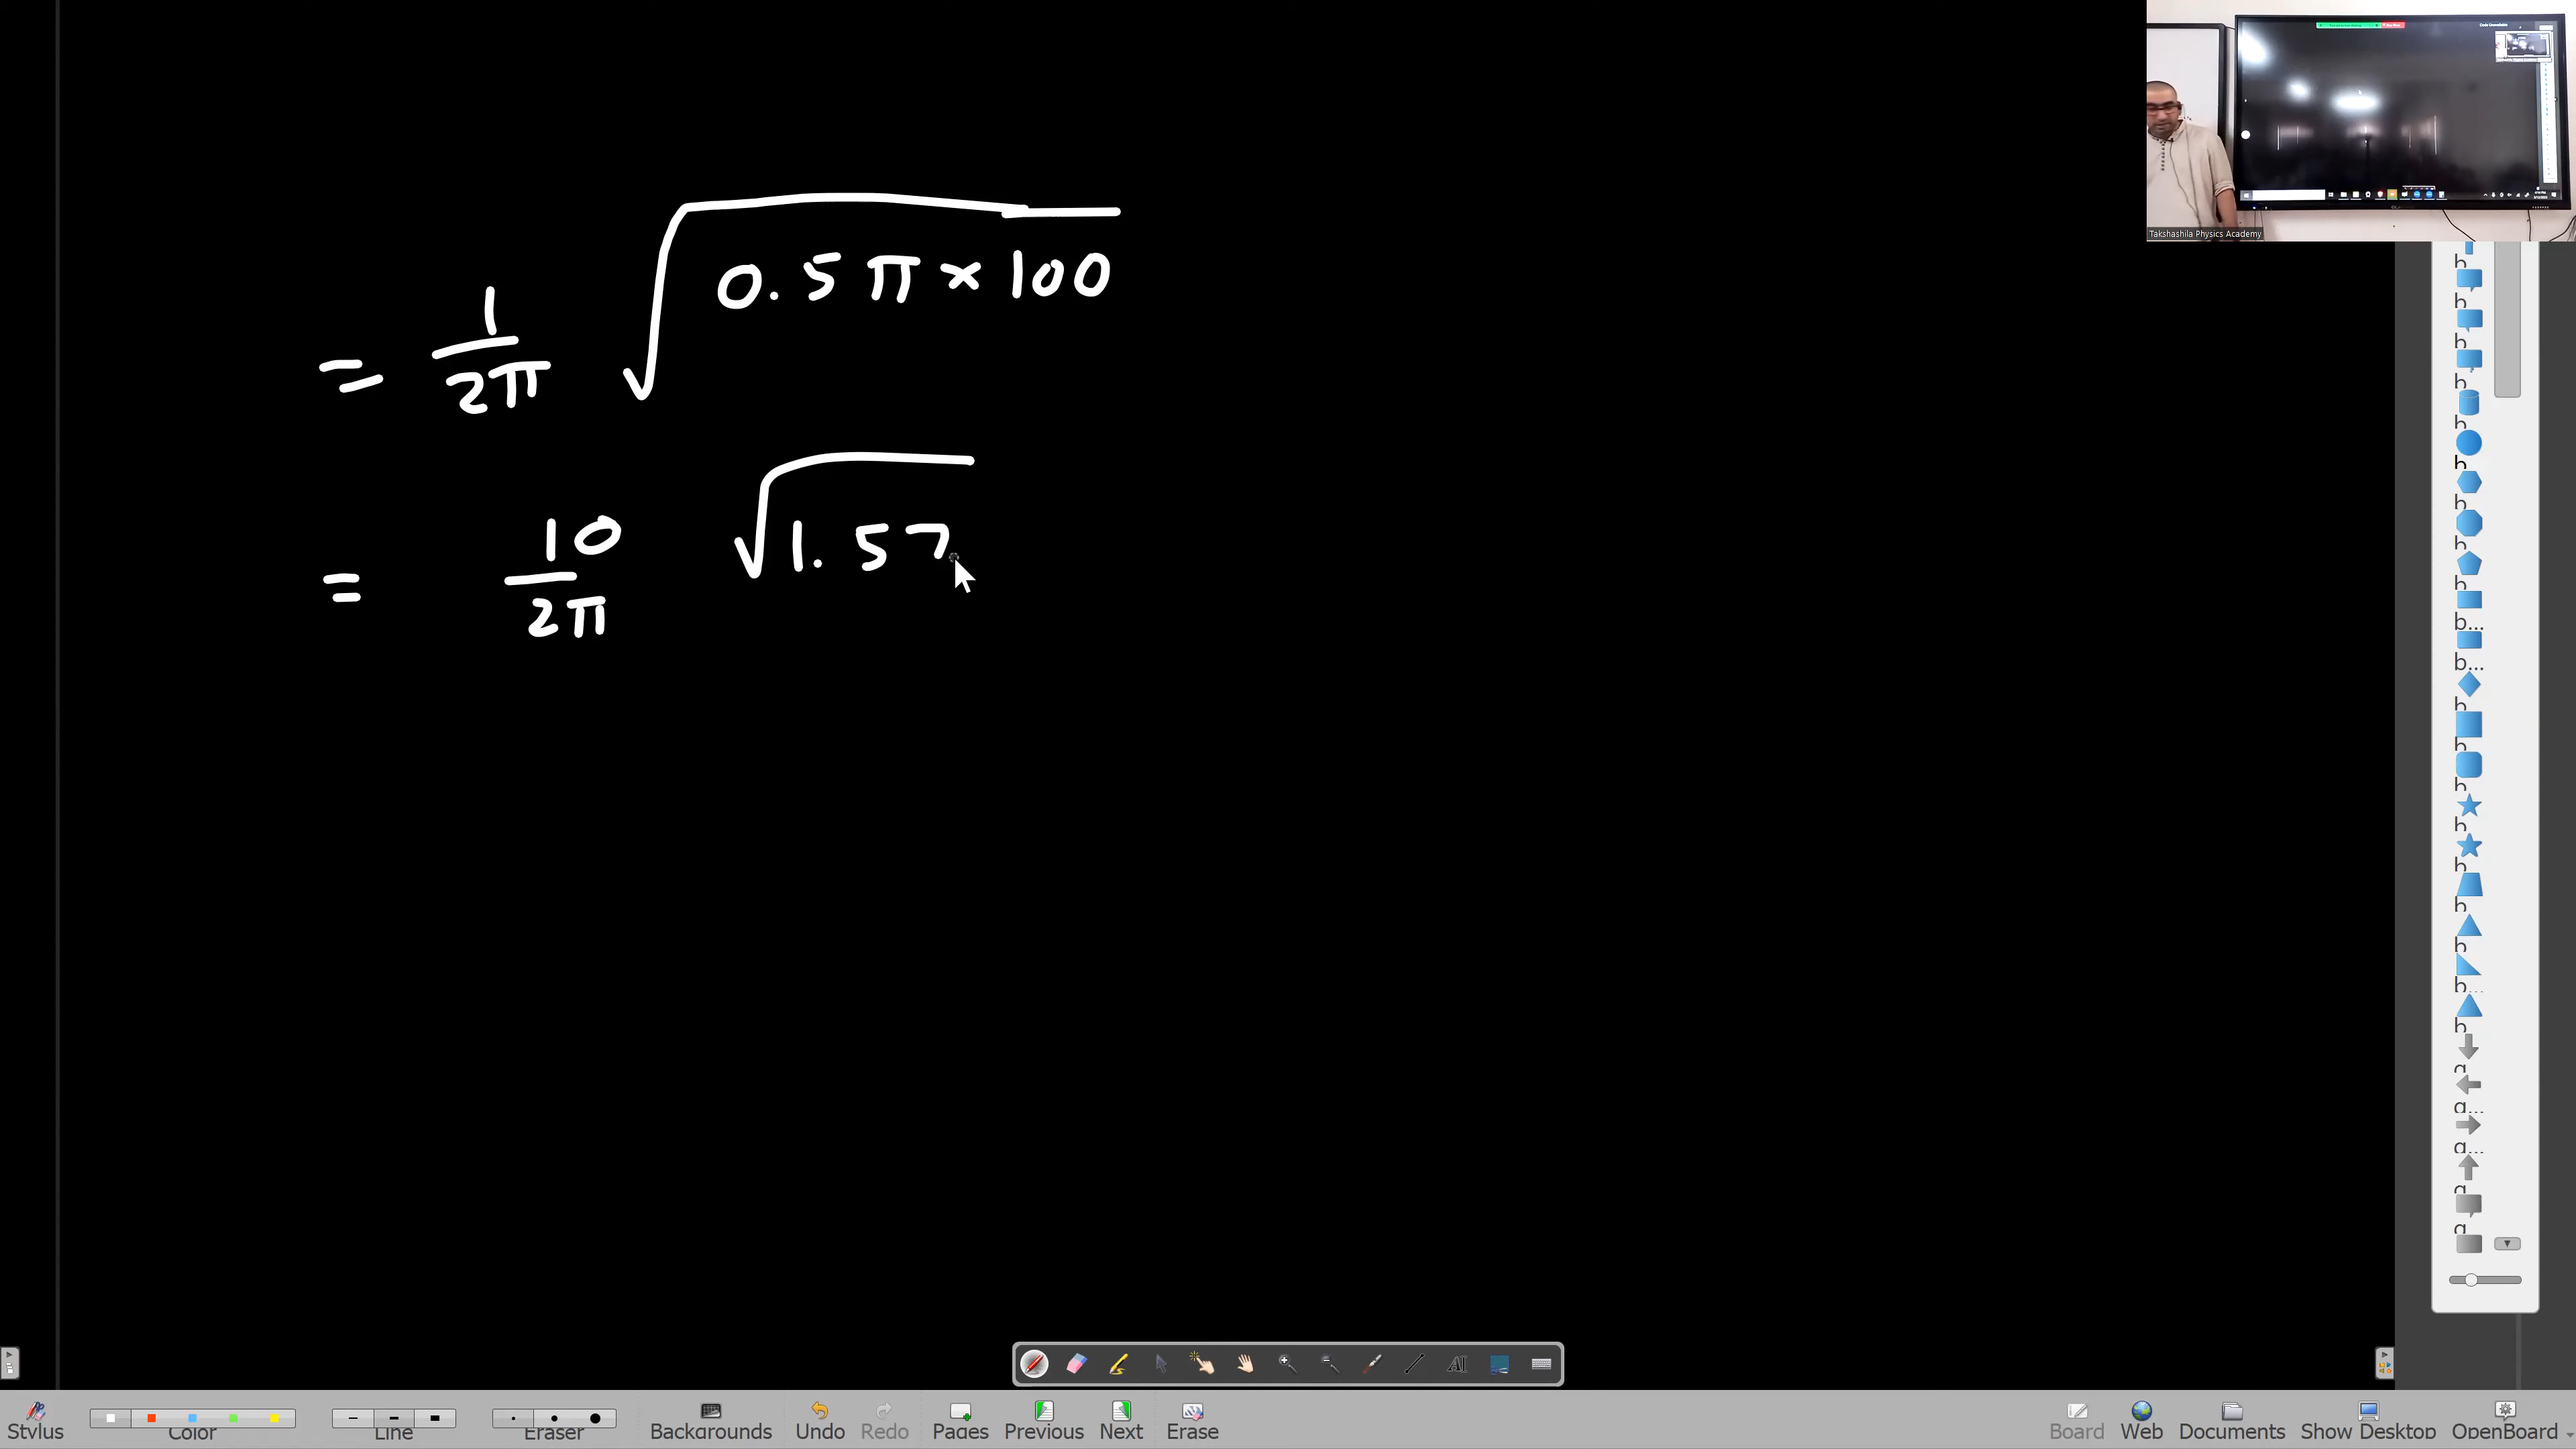 Takshashila Physics Academy
= 1/2π √0.5 π × 100
= 10/2π √1.57
b
b
b
b
b
b
b
b
b
b...
b...
b
b
b
b
b
b
b
b...
b
a
a...
a...
a
a
Stylus Color Line Eraser Backgrounds Undo Redo Pages Previous Next Erase Board Web Documents Show Desktop OpenBoard